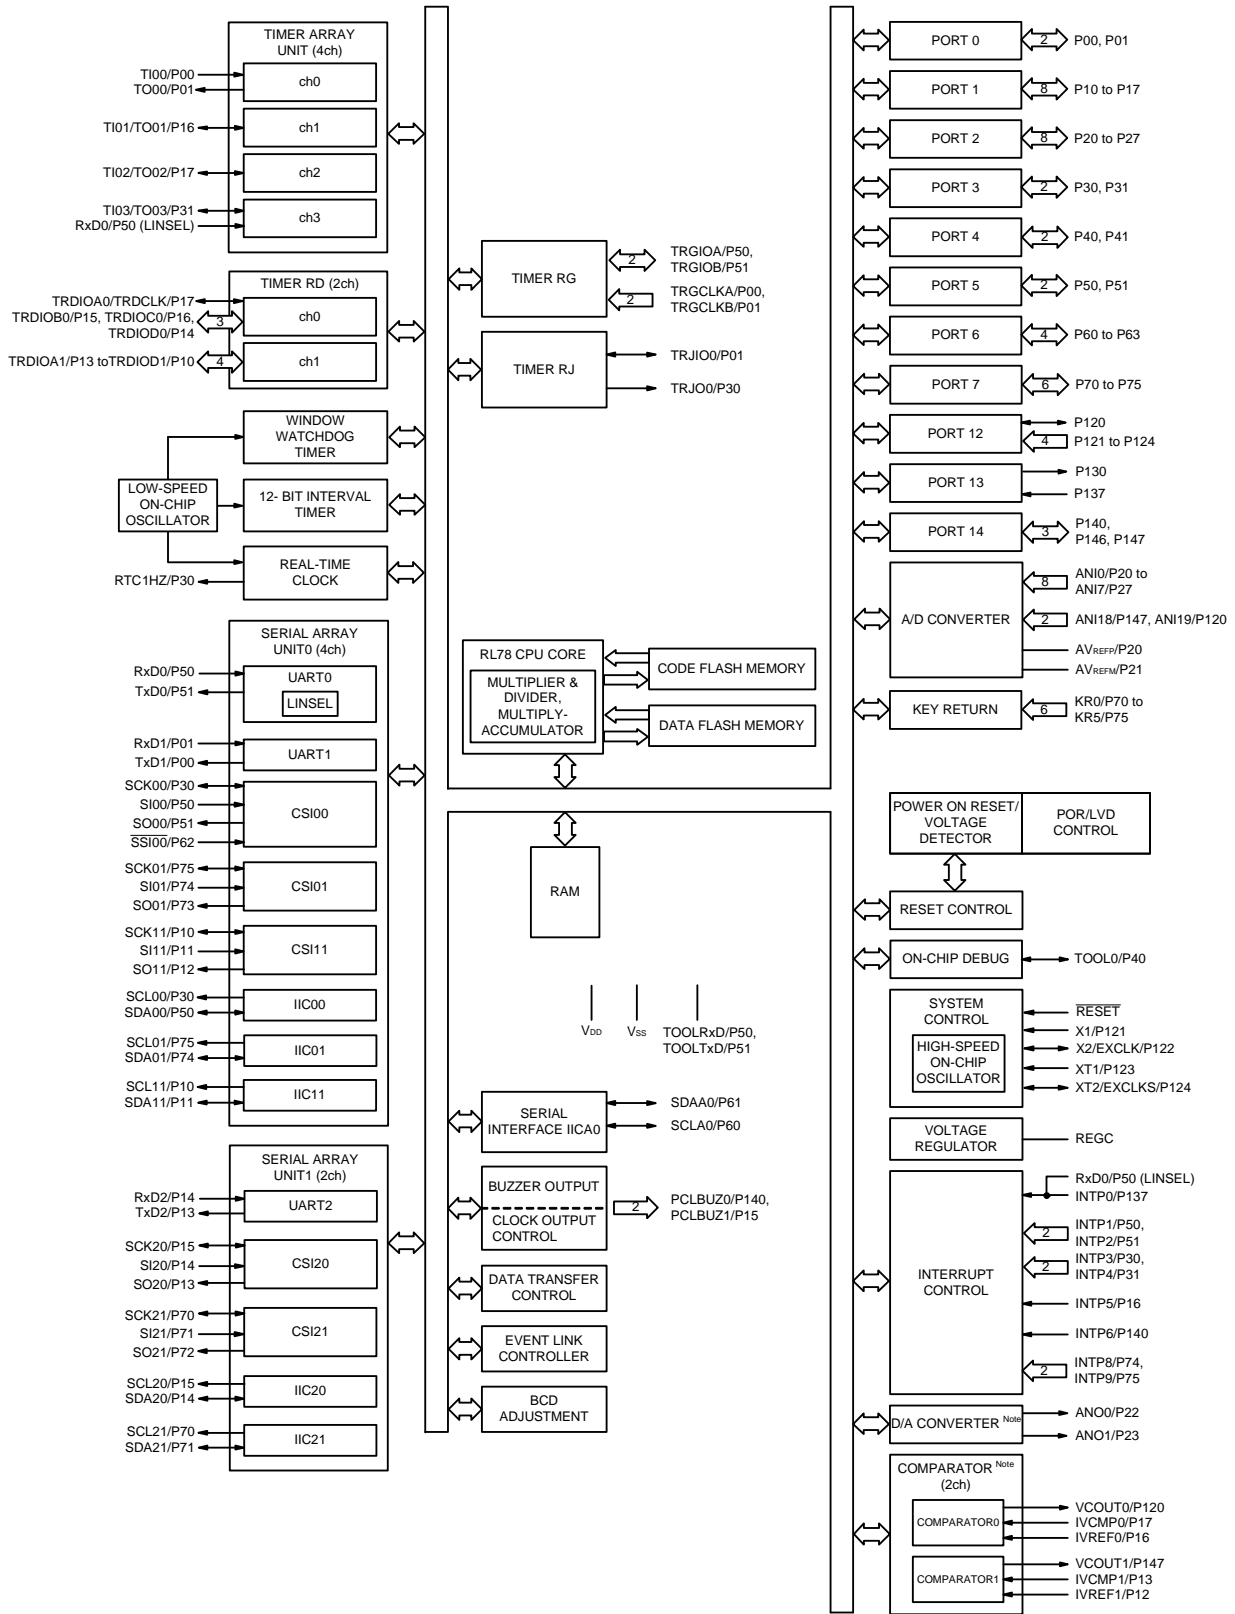 TIMER ARRAY
UNIT (4ch)
TI00/P00
TO00/P01
ch0
TI01/TO01/P16
ch1
TI02/TO02/P17
ch2
TI03/TO03/P31
RxD0/P50 (LINSEL)
ch3
TIMER RD (2ch)
TRDIOA0/TRDCLK/P17
TRDIOB0/P15, TRDIOC0/P16,
TRDIOD0/P14
3
ch0
TRDIOA1/P13 toTRDIOD1/P10
4
ch1
WINDOW
WATCHDOG
TIMER
LOW-SPEED
ON-CHIP
OSCILLATOR
12- BIT INTERVAL
TIMER
RTC1HZ/P30
REAL-TIME
CLOCK
SERIAL ARRAY
UNIT0 (4ch)
RxD0/P50
TxD0/P51
UART0
LINSEL
RxD1/P01
TxD1/P00
UART1
SCK00/P30
SI00/P50
SO00/P51
SSI00/P62
CSI00
SCK01/P75
SI01/P74
SO01/P73
CSI01
SCK11/P10
SI11/P11
SO11/P12
CSI11
SCL00/P30
SDA00/P50
IIC00
SCL01/P75
SDA01/P74
IIC01
SCL11/P10
SDA11/P11
IIC11
SERIAL ARRAY
UNIT1 (2ch)
RxD2/P14
TxD2/P13
UART2
SCK20/P15
SI20/P14
SO20/P13
CSI20
SCK21/P70
SI21/P71
SO21/P72
CSI21
SCL20/P15
SDA20/P14
IIC20
SCL21/P70
SDA21/P71
IIC21
TIMER RG
2
TRGIOA/P50,
TRGIOB/P51
2
TRGCLKA/P00,
TRGCLKB/P01
TIMER RJ
TRJIO0/P01
TRJO0/P30
RL78 CPU CORE
MULTIPLIER &
DIVIDER,
MULTIPLY-
ACCUMULATOR
CODE FLASH MEMORY
DATA FLASH MEMORY
RAM
VDD
VSS
TOOLRxD/P50,
TOOLTxD/P51
SERIAL
INTERFACE IICA0
SDAA0/P61
SCLA0/P60
BUZZER OUTPUT
CLOCK OUTPUT
CONTROL
2
PCLBUZ0/P140,
PCLBUZ1/P15
DATA TRANSFER
CONTROL
EVENT LINK
CONTROLLER
BCD
ADJUSTMENT
PORT 0
2
P00, P01
PORT 1
8
P10 to P17
PORT 2
8
P20 to P27
PORT 3
2
P30, P31
PORT 4
2
P40, P41
PORT 5
2
P50, P51
PORT 6
4
P60 to P63
PORT 7
6
P70 to P75
PORT 12
P120
4
P121 to P124
PORT 13
P130
P137
PORT 14
3
P140,
P146, P147
A/D CONVERTER
8
ANI0/P20 to
ANI7/P27
2
ANI18/P147, ANI19/P120
AVREFP/P20
AVREFM/P21
KEY RETURN
6
KR0/P70 to
KR5/P75
POWER ON RESET/
VOLTAGE
DETECTOR
POR/LVD
CONTROL
RESET CONTROL
ON-CHIP DEBUG
TOOL0/P40
SYSTEM
CONTROL
HIGH-SPEED
ON-CHIP
OSCILLATOR
RESET
X1/P121
X2/EXCLK/P122
XT1/P123
XT2/EXCLKS/P124
VOLTAGE
REGULATOR
REGC
INTERRUPT
CONTROL
RxD0/P50 (LINSEL)
INTP0/P137
2
INTP1/P50,
INTP2/P51
2
INTP3/P30,
INTP4/P31
INTP5/P16
INTP6/P140
2
INTP8/P74,
INTP9/P75
D/A CONVERTER Note
ANO0/P22
ANO1/P23
COMPARATOR Note
(2ch)
COMPARATOR0
VCOUT0/P120
IVCMP0/P17
IVREF0/P16
COMPARATOR1
VCOUT1/P147
IVCMP1/P13
IVREF1/P12